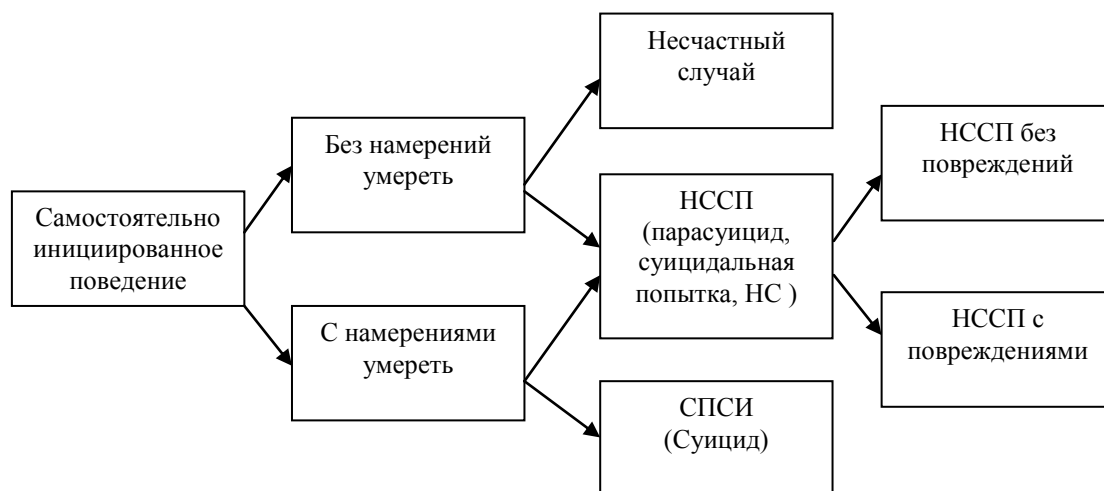 Самостоятельно
инициированное
поведение
Без намерений
умереть
С намерениями
умереть
Несчастный
случай
НССП
(парасуицид,
суицидальная
попытка, НС )
СПСИ
(Суицид)
НССП без
повреждений
НССП с
повреждениями